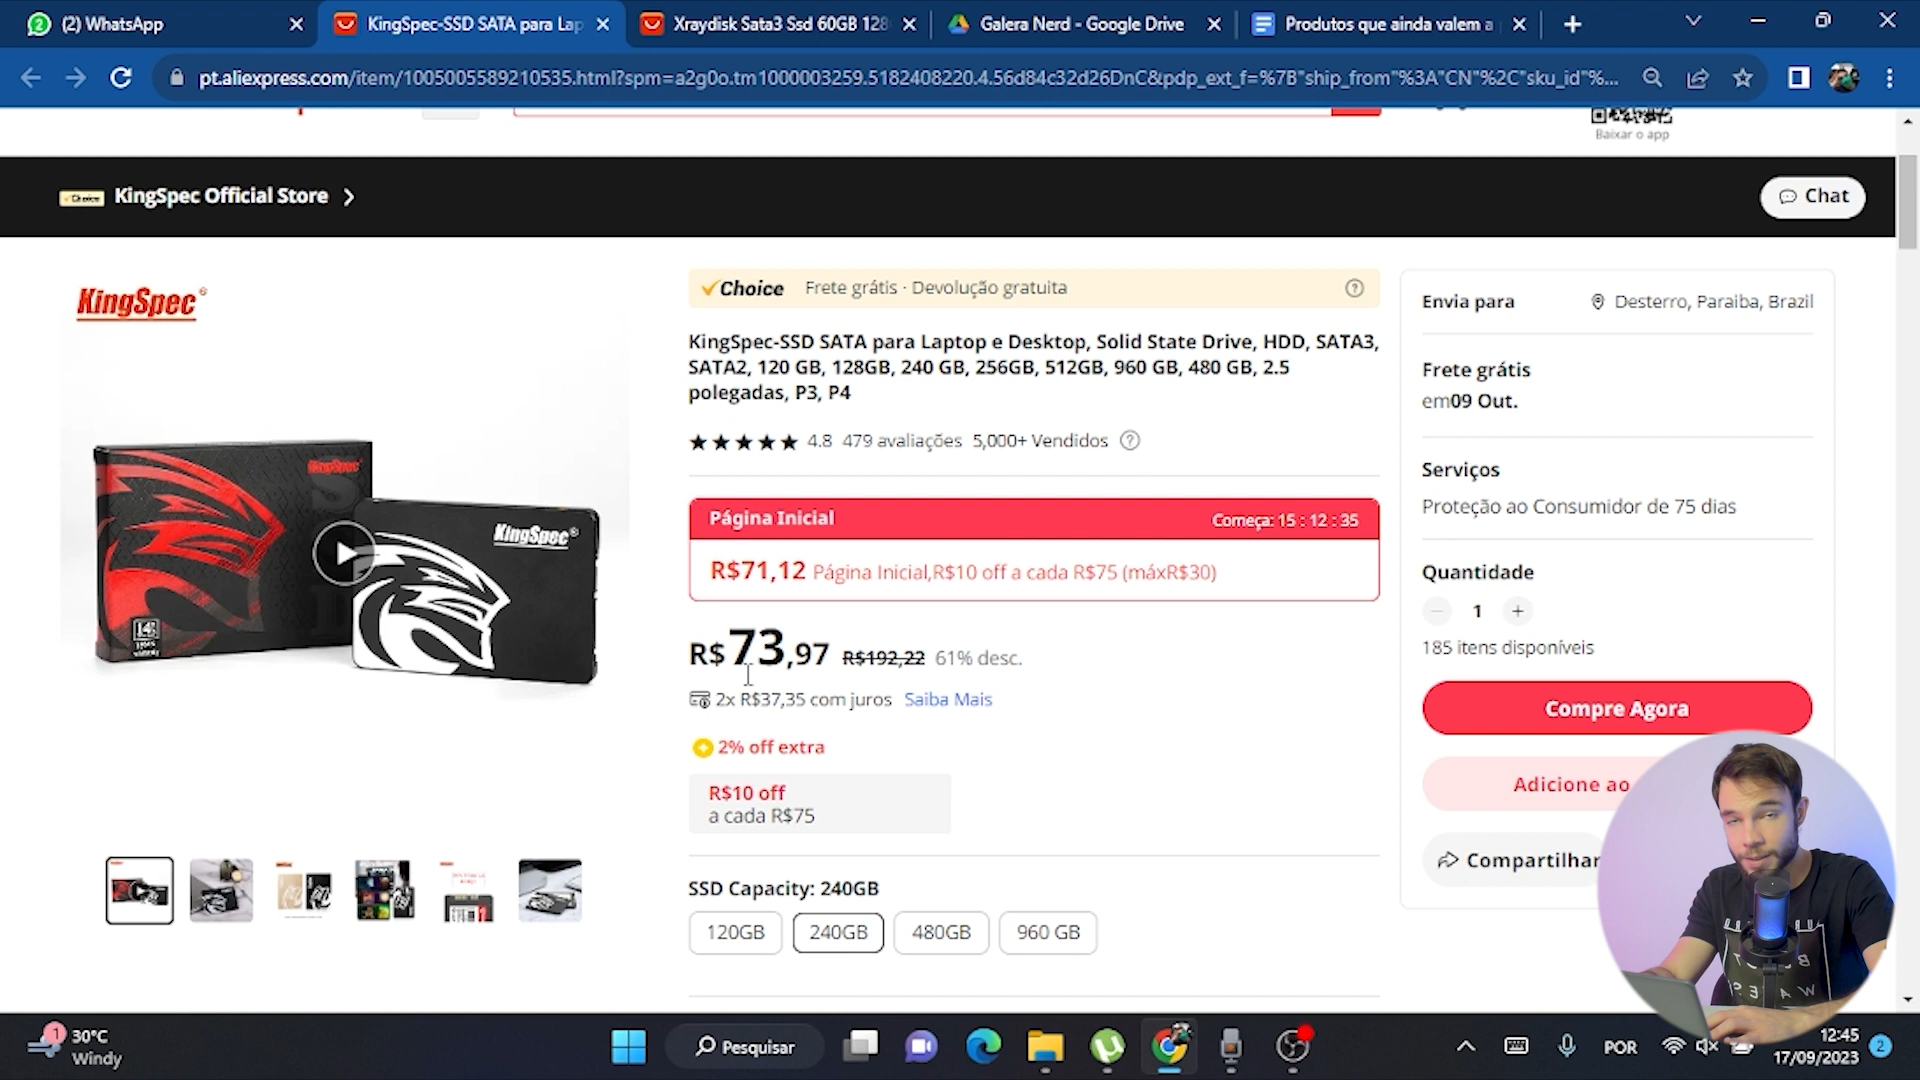 (2) WhatsApp
KingSpec-SSD SATA para Lap
Xraydisk Sata3 Ssd 60GB 128
Galera Nerd - Google Drive
Produtos que ainda valem a
pt.aliexpress.com/item/1005005589210535.html?spm=a2g0o.tm1000003259.5182408220.4.56d84c32d26DnC&pdp_ext_f=%7B"ship_from"%3A"CN"%2C"sku_id"%...
Baixar o app
Choice KingSpec Official Store
Chat
KingSpec
KingSpec
KingSpec
Choice Frete grátis · Devolução gratuita
KingSpec-SSD SATA para Laptop e Desktop, Solid State Drive, HDD, SATA3,
SATA2, 120 GB, 128GB, 240 GB, 256GB, 512GB, 960 GB, 480 GB, 2.5
polegadas, P3, P4
4.8 479 avaliações 5,000+ Vendidos
Página Inicial Começa: 15 : 12 : 35
R$71,12 Página Inicial,R$10 off a cada R$75 (máxR$30)
R$73,97 R$192,22 61% desc.
2x R$37,35 com juros Saiba Mais
2% off extra
R$10 off
a cada R$75
SSD Capacity: 240GB
120GB 240GB 480GB 960 GB
Envia para Desterro, Paraiba, Brazil
Frete grátis
em09 Out.
Serviços
Proteção ao Consumidor de 75 dias
Quantidade
1
185 itens disponíveis
Compre Agora
Adicione ao
Compartilhar
1
30°C
Windy
Pesquisar
POR
12:45
17/09/2023
2